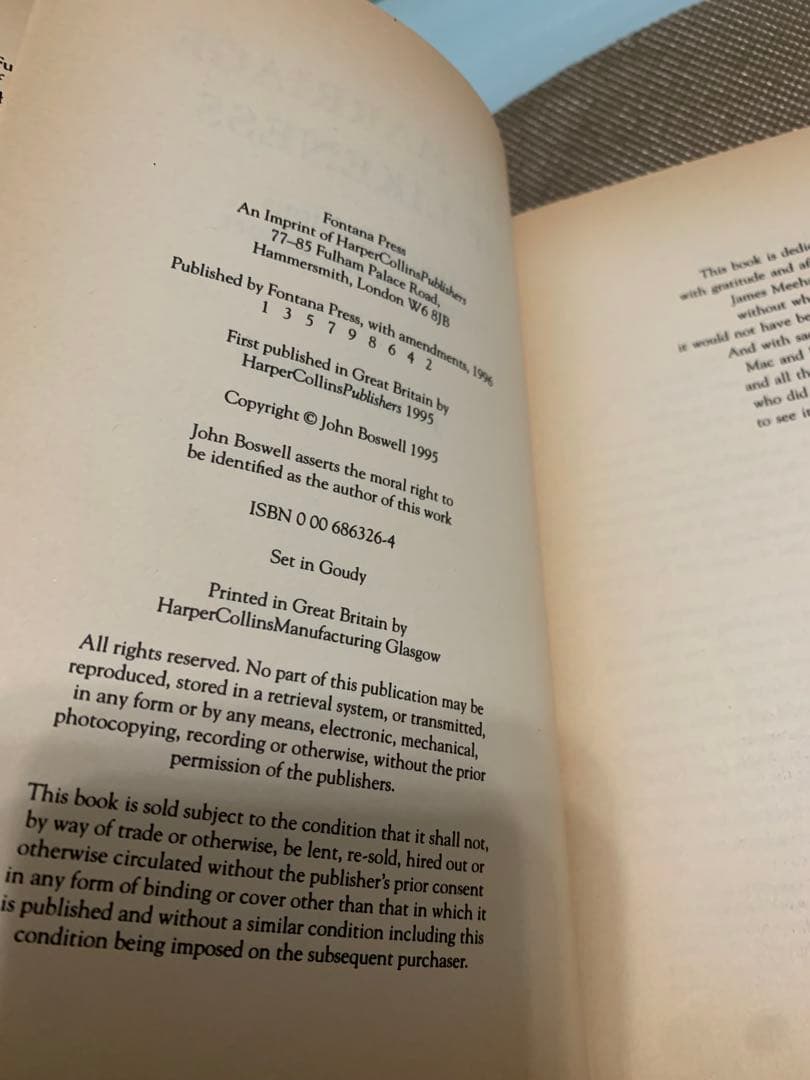 Fontana Press
An Imprint of HarperCollinsPublishers
77–85 Fulham Palace Road,
Hammersmith, London W6 8JB
Published by Fontana Press, with amendments, 1996
1 3 5 7 9 8 6 4 2
First published in Great Britain by
HarperCollinsPublishers 1995
Copyright © John Boswell 1995
John Boswell asserts the moral right to
be identified as the author of this work
ISBN 0 00 686326-4
Set in Goudy
Printed in Great Britain by
HarperCollinsManufacturing Glasgow
All rights reserved. No part of this publication may be
reproduced, stored in a retrieval system, or transmitted,
in any form or by any means, electronic, mechanical,
photocopying, recording or otherwise, without the prior
permission of the publishers.
This book is sold subject to the condition that it shall not,
by way of trade or otherwise, be lent, re-sold, hired out or
otherwise circulated without the publisher's prior consent
in any form of binding or cover other than that in which it
is published and without a similar condition including this
condition being imposed on the subsequent purchaser.
This book is
with gratitude and
James
without
it would not have
And with
Mac and
and all
who did
to see